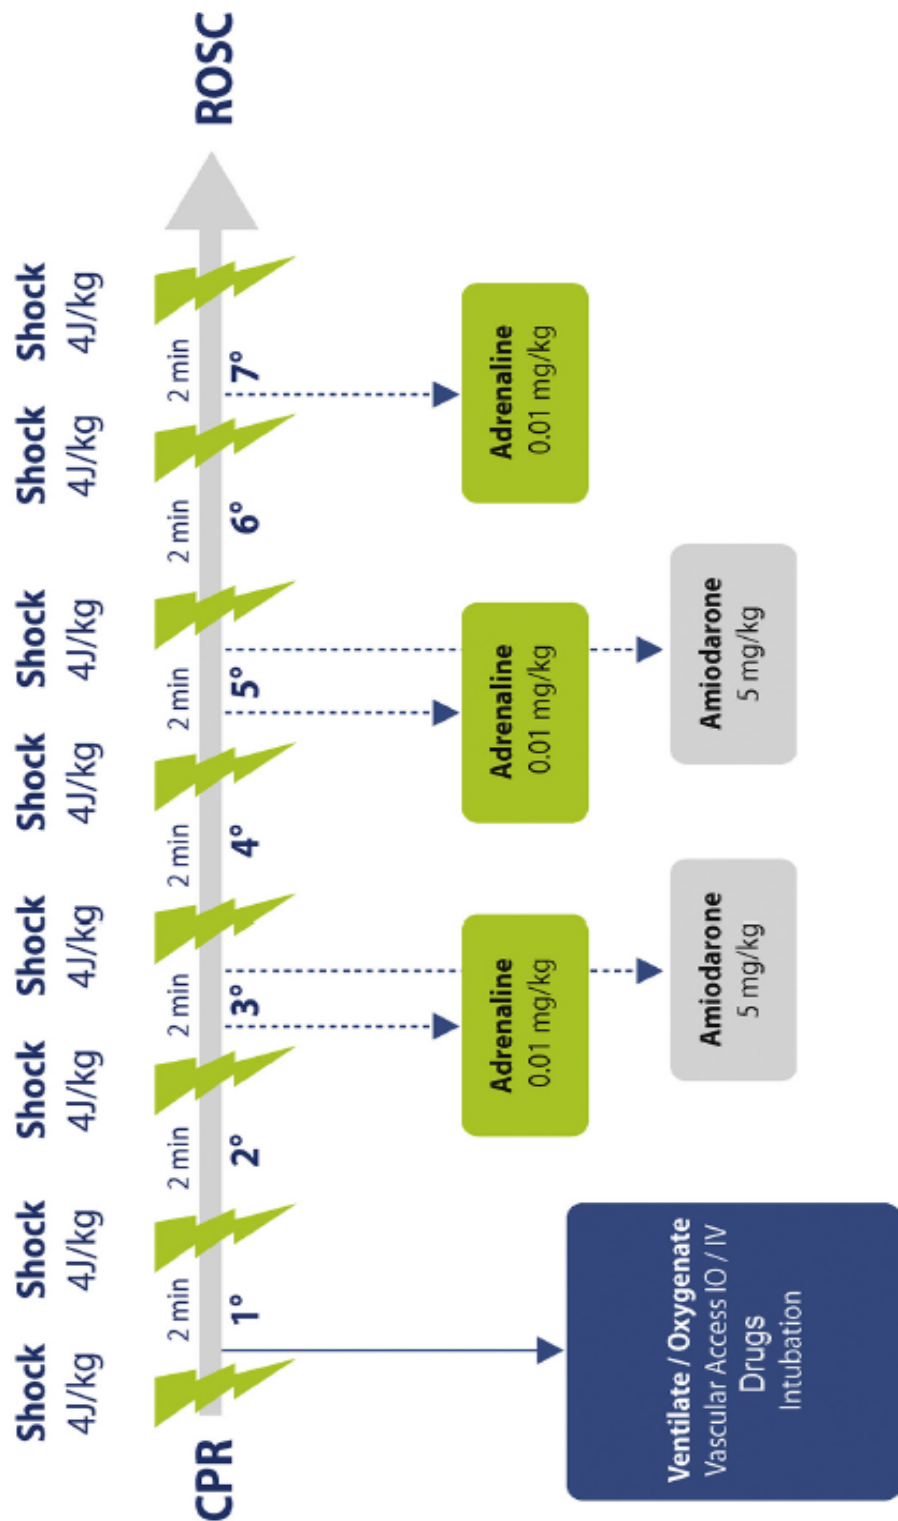 Shock
4J/kg
Shock
4J/kg
Shock
4J/kg
Shock
4J/kg
Shock
4J/kg
Shock
4J/kg
Shock
4J/kg
Shock
4J/kg
CPR
2 min
1°
2 min
2°
2 min
3°
2 min
4°
2 min
5°
2 min
6°
2 min
7°
ROSC
Ventilate / Oxygenate
Vascular Access IO / IV
Drugs
Intubation
Adrenaline
0.01 mg/kg
Amiodarone
5 mg/kg
Adrenaline
0.01 mg/kg
Amiodarone
5 mg/kg
Adrenaline
0.01 mg/kg